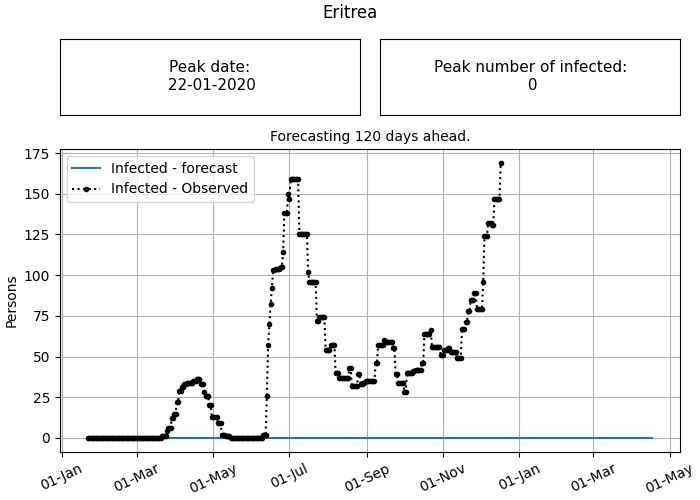 Eritrea
Peak date:
22-01-2020
Peak number of infected:
0
Forecasting 120 days ahead.
Infected - forecast
Infected - Observed
Persons
175
150
125
100
75
50
25
0
01-Jan
01-Mar
01-May
01-Jul
01-Sep
01-Nov
01-Jan
01-Mar
01-May